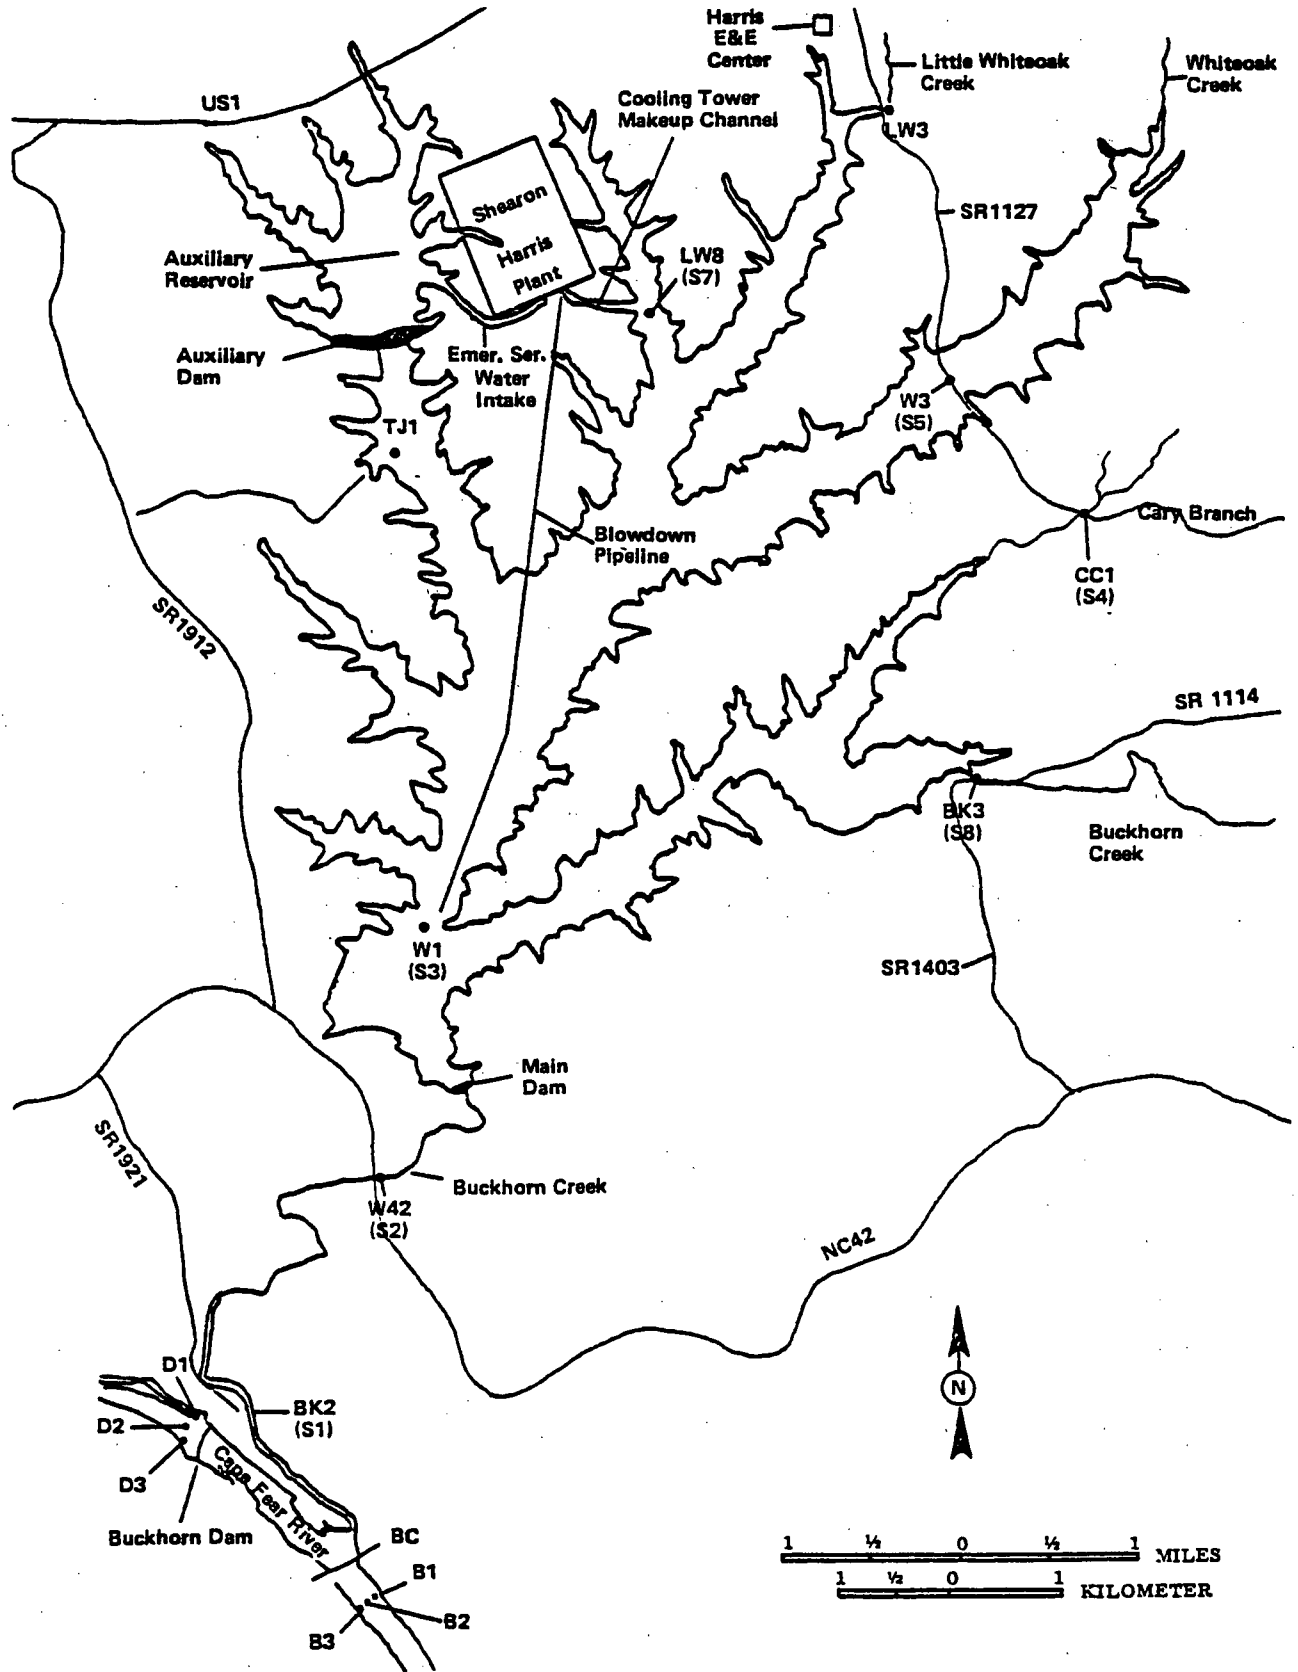 Harris
E&E
Center
Little Whiteoak
Creek
Whiteoak
Creek
US1
Cooling Tower
Makeup Channel
LW3
Shearon
Harris
Plant
SR1127
Auxiliary
Reservoir
LW8
(S7)
Auxiliary
Dam
Emer. Ser.
Water
Intake
W3
(S5)
TJ1
Blowdown
Pipeline
Cary Branch
CC1
(S4)
SR1912
SR 1114
BK3
(S8)
Buckhorn
Creek
W1
(S3)
SR1403
Main
Dam
SR1921
Buckhorn Creek
W42
(S2)
NC42
D1
BK2
(S1)
D2
D3
Cape Fear River
Buckhorn Dam
N
BC
B1
B2
B3
1 ½ 0 ½ 1 MILES
1 ½ 0 1 KILOMETER